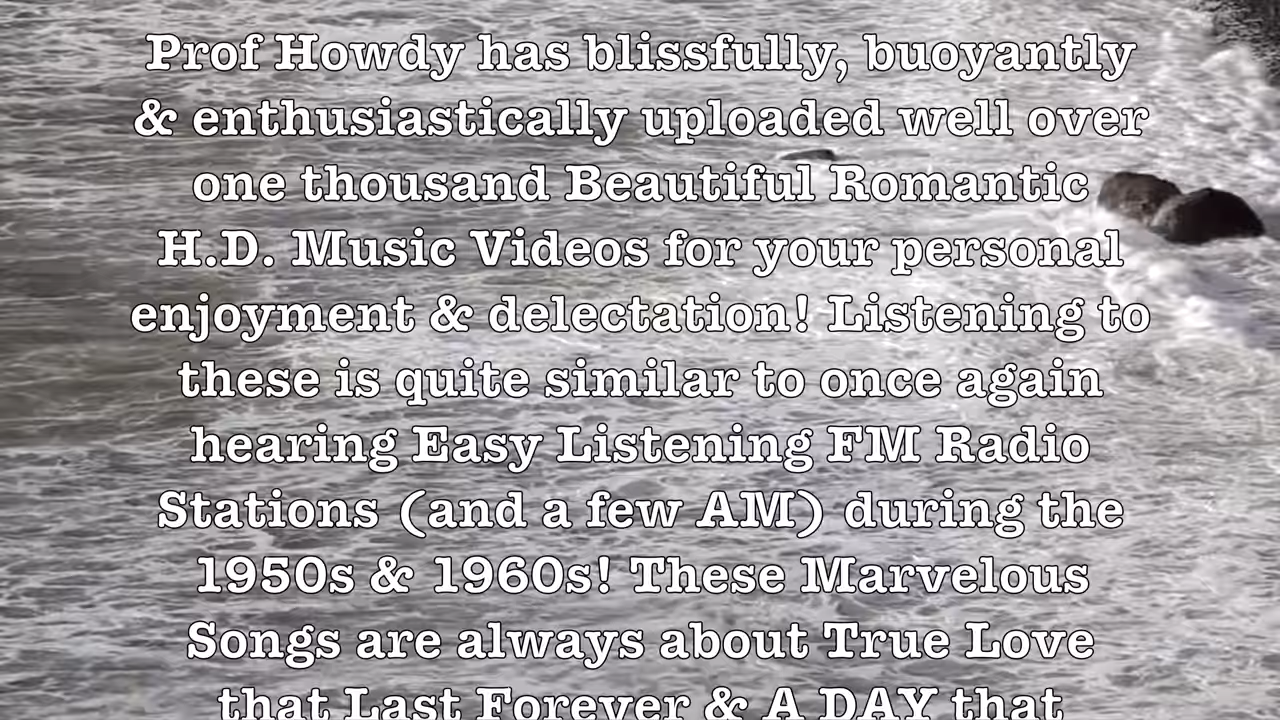 Prof Howdy has blissfully, buoyantly
& enthusiastically uploaded well over
one thousand Beautiful Romantic
H.D. Music Videos for your personal
enjoyment & delectation! Listening to
these is quite similar to once again
hearing Easy Listening FM Radio
Stations (and a few AM) during the
1950s & 1960s! These Marvelous
Songs are always about True Love
that Last Forever & A DAY that